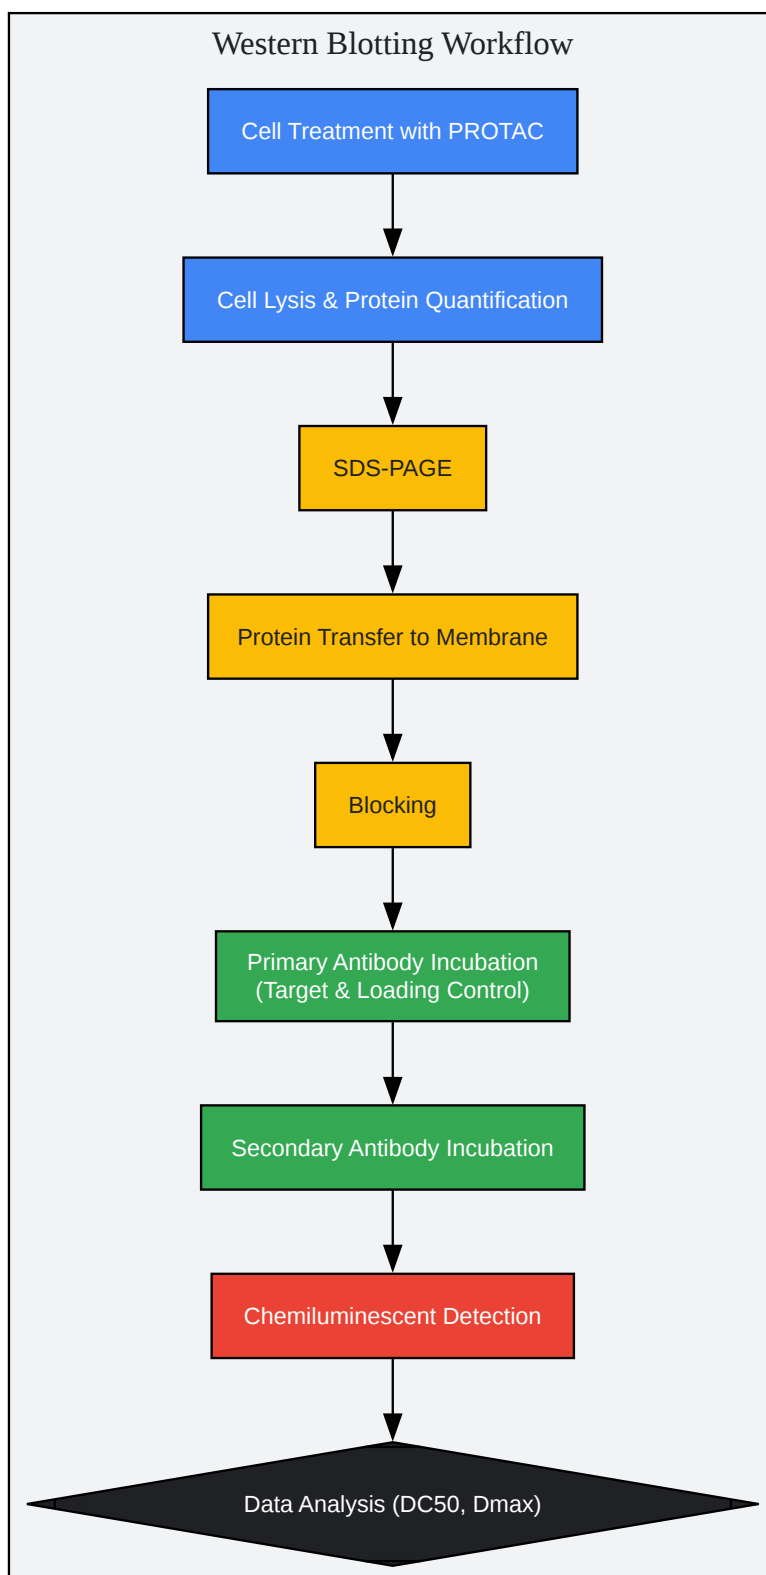 Western Blotting Workflow
Cell Treatment with PROTAC
Cell Lysis & Protein Quantification
SDS-PAGE
Protein Transfer to Membrane
Blocking
Primary Antibody Incubation
(Target & Loading Control)
Secondary Antibody Incubation
Chemiluminescent Detection
Data Analysis (DC50, Dmax)